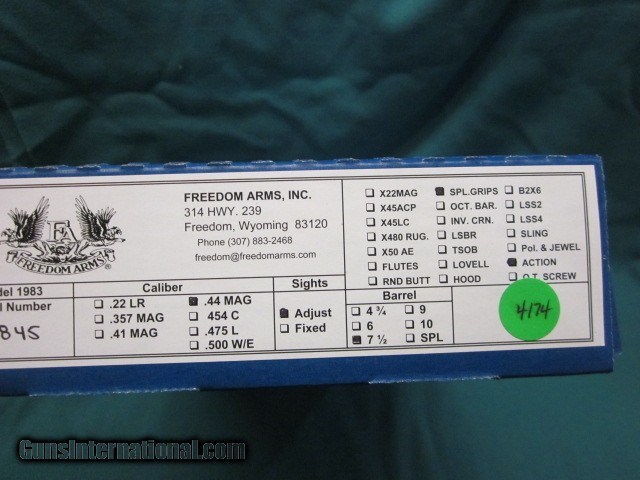 FREEDOM ARMS, INC.
314 HWY. 239
Freedom, Wyoming 83120
Phone (307) 883-2468
freedom@freedomarms.com
FA
FREEDOM ARMS®
X22MAG
X45ACP
X45LC
X480 RUG.
X50 AE
FLUTES
RND BUTT
SPL.GRIPS
OCT. BAR.
INV. CRN.
LSBR
TSOB
LOVELL
HOOD
B2X6
LSS2
LSS4
SLING
Pol. & JEWEL
ACTION
O.T. SCREW
1983
Number
845
Caliber
.22 LR
.357 MAG
.41 MAG
.44 MAG
454 C
.475 L
.500 W/E
Sights
Adjust
Fixed
Barrel
4 ¾
6
7 ½
9
10
SPL
4174
GunsInternational.com